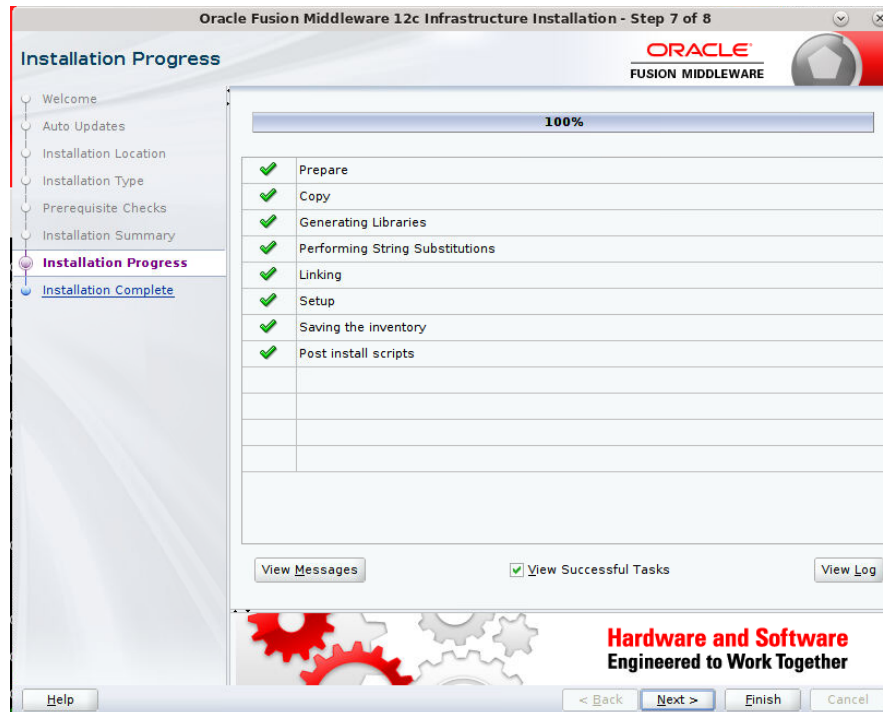 Oracle Fusion Middleware 12c Infrastructure Installation - Step 7 of 8
Installation Progress
ORACLE
FUSION MIDDLEWARE
Welcome
Auto Updates
Installation Location
Installation Type
Prerequisite Checks
Installation Summary
Installation Progress
Installation Complete
100%
Prepare
Copy
Generating Libraries
Performing String Substitutions
Linking
Setup
Saving the inventory
Post install scripts
View Messages
View Successful Tasks
View Log
Hardware and Software
Engineered to Work Together
Help
< Back
Next >
Finish
Cancel